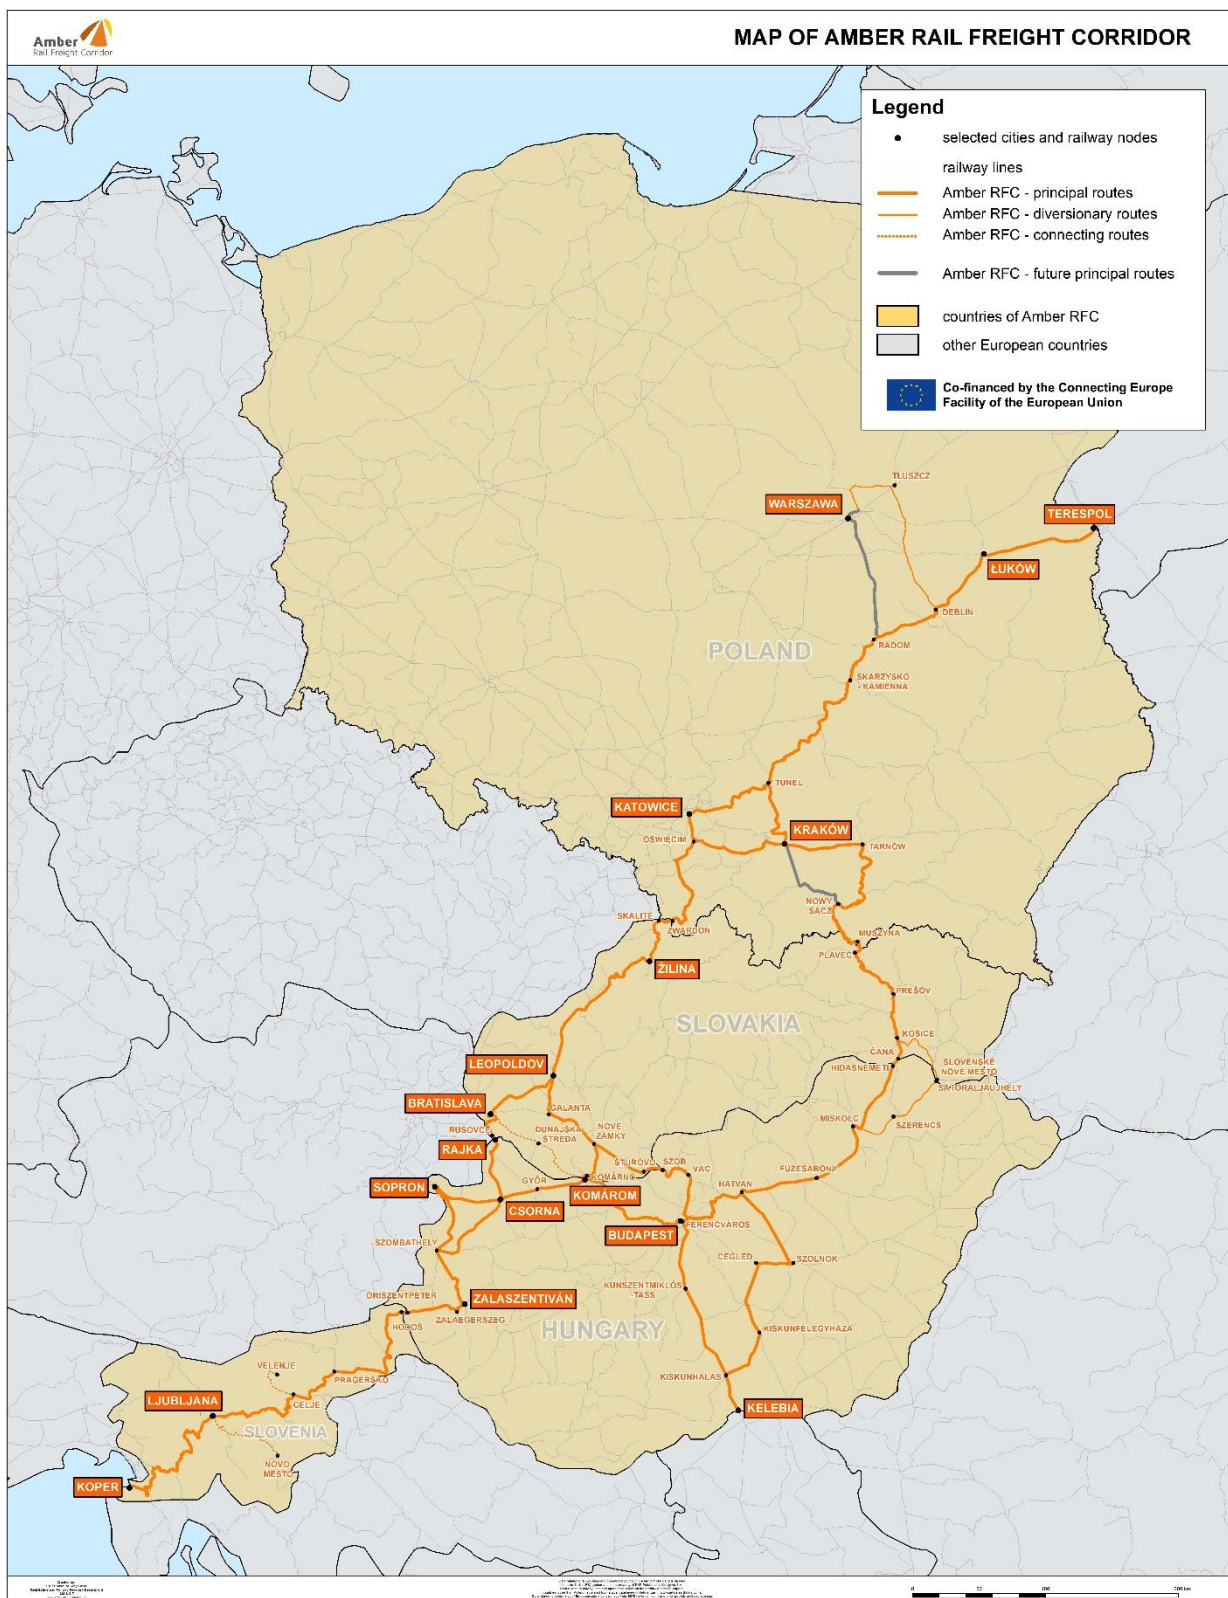 Amber
Rail Freight Corridor
MAP OF AMBER RAIL FREIGHT CORRIDOR
Legend
selected cities and railway nodes
railway lines
Amber RFC - principal routes
Amber RFC - diversionary routes
Amber RFC - connecting routes
Amber RFC - future principal routes
countries of Amber RFC
other European countries
Co-financed by the Connecting Europe
Facility of the European Union
TŁUSZCZ
WARSZAWA
TERESPOL
ŁUKÓW
DĘBLIN
RADOM
POLAND
SKARŻYSKO
-KAMIENNA
TUNEL
KATOWICE
KRAKÓW
OŚWIĘCIM
TARNÓW
NOWY
SĄCZ
SKALITÉ
ZWARDOŃ
MUSZYNA
PLAVEČ
ŽILINA
PREŠOV
SLOVAKIA
KOŠICE
ČAŇA
HIDASNÉMETI
SLOVENSKÉ
NOVÉ MESTO
SÁTORALJAÚJHELY
LEOPOLDOV
BRATISLAVA
GALANTA
RUSOVCE
DUNAJSKÁ
STREDA
NOVÉ
ZÁMKY
MISKOLC
SZERENCS
RAJKA
ŠTÚROVO
SZOB
VÁC
FÜZESABONY
SOPRON
GYŐR
KOMÁRNO
KOMÁROM
HATVAN
CSORNA
BUDAPEST
FERENCVÁROS
SZOMBATHELY
CEGLÉD
SZOLNOK
KUNSZENTMIKLÓS
-TASS
ŐRISZENTPÉTER
ZALASZENTIVÁN
HODOŠ
ZALAEGERSZEG
HUNGARY
KISKUNFÉLEGYHÁZA
VELENJE
PRAGERSKO
KISKUNHALAS
CELJE
LJUBLJANA
KELEBIA
SLOVENIA
NOVO
MESTO
KOPER